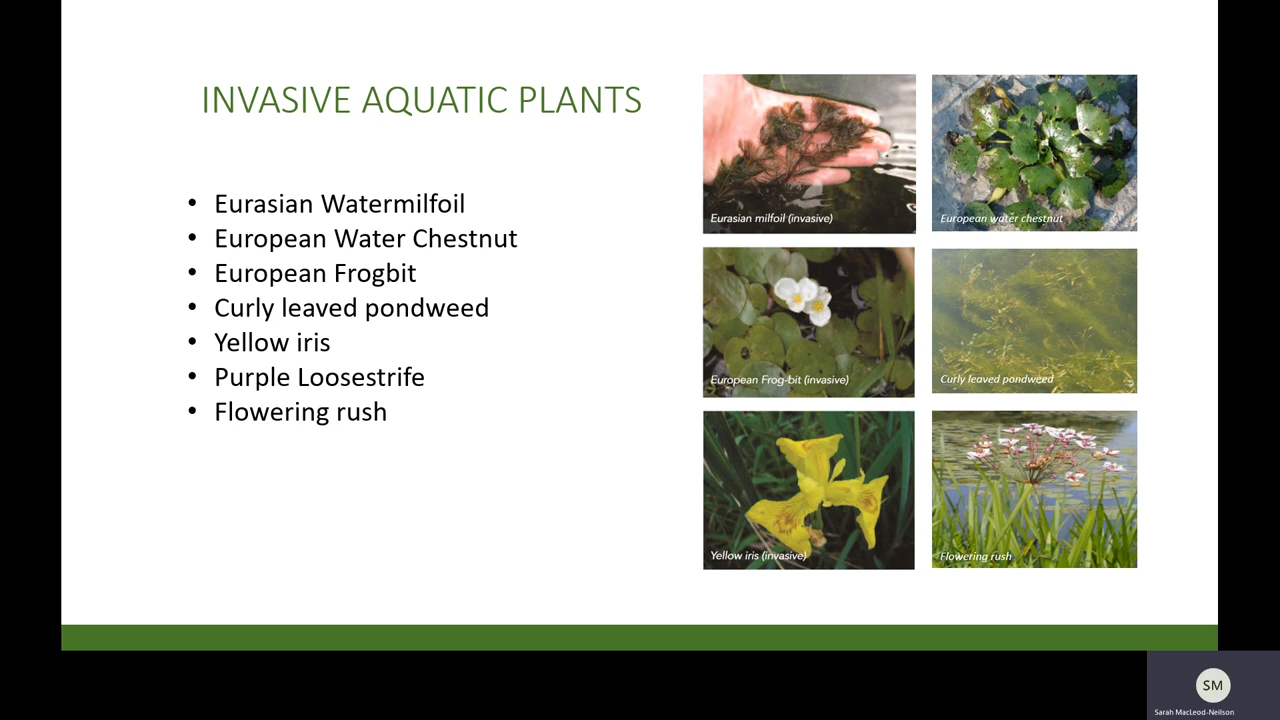 INVASIVE AQUATIC PLANTS
• Eurasian Watermilfoil
• European Water Chestnut
• European Frogbit
• Curly leaved pondweed
• Yellow iris
• Purple Loosestrife
• Flowering rush
Eurasian milfoil (invasive)
European water chestnut
European Frog-bit (invasive)
Curly leaved pondweed
Yellow iris (invasive)
Flowering rush
SM
Sarah MacLeod-Neilson